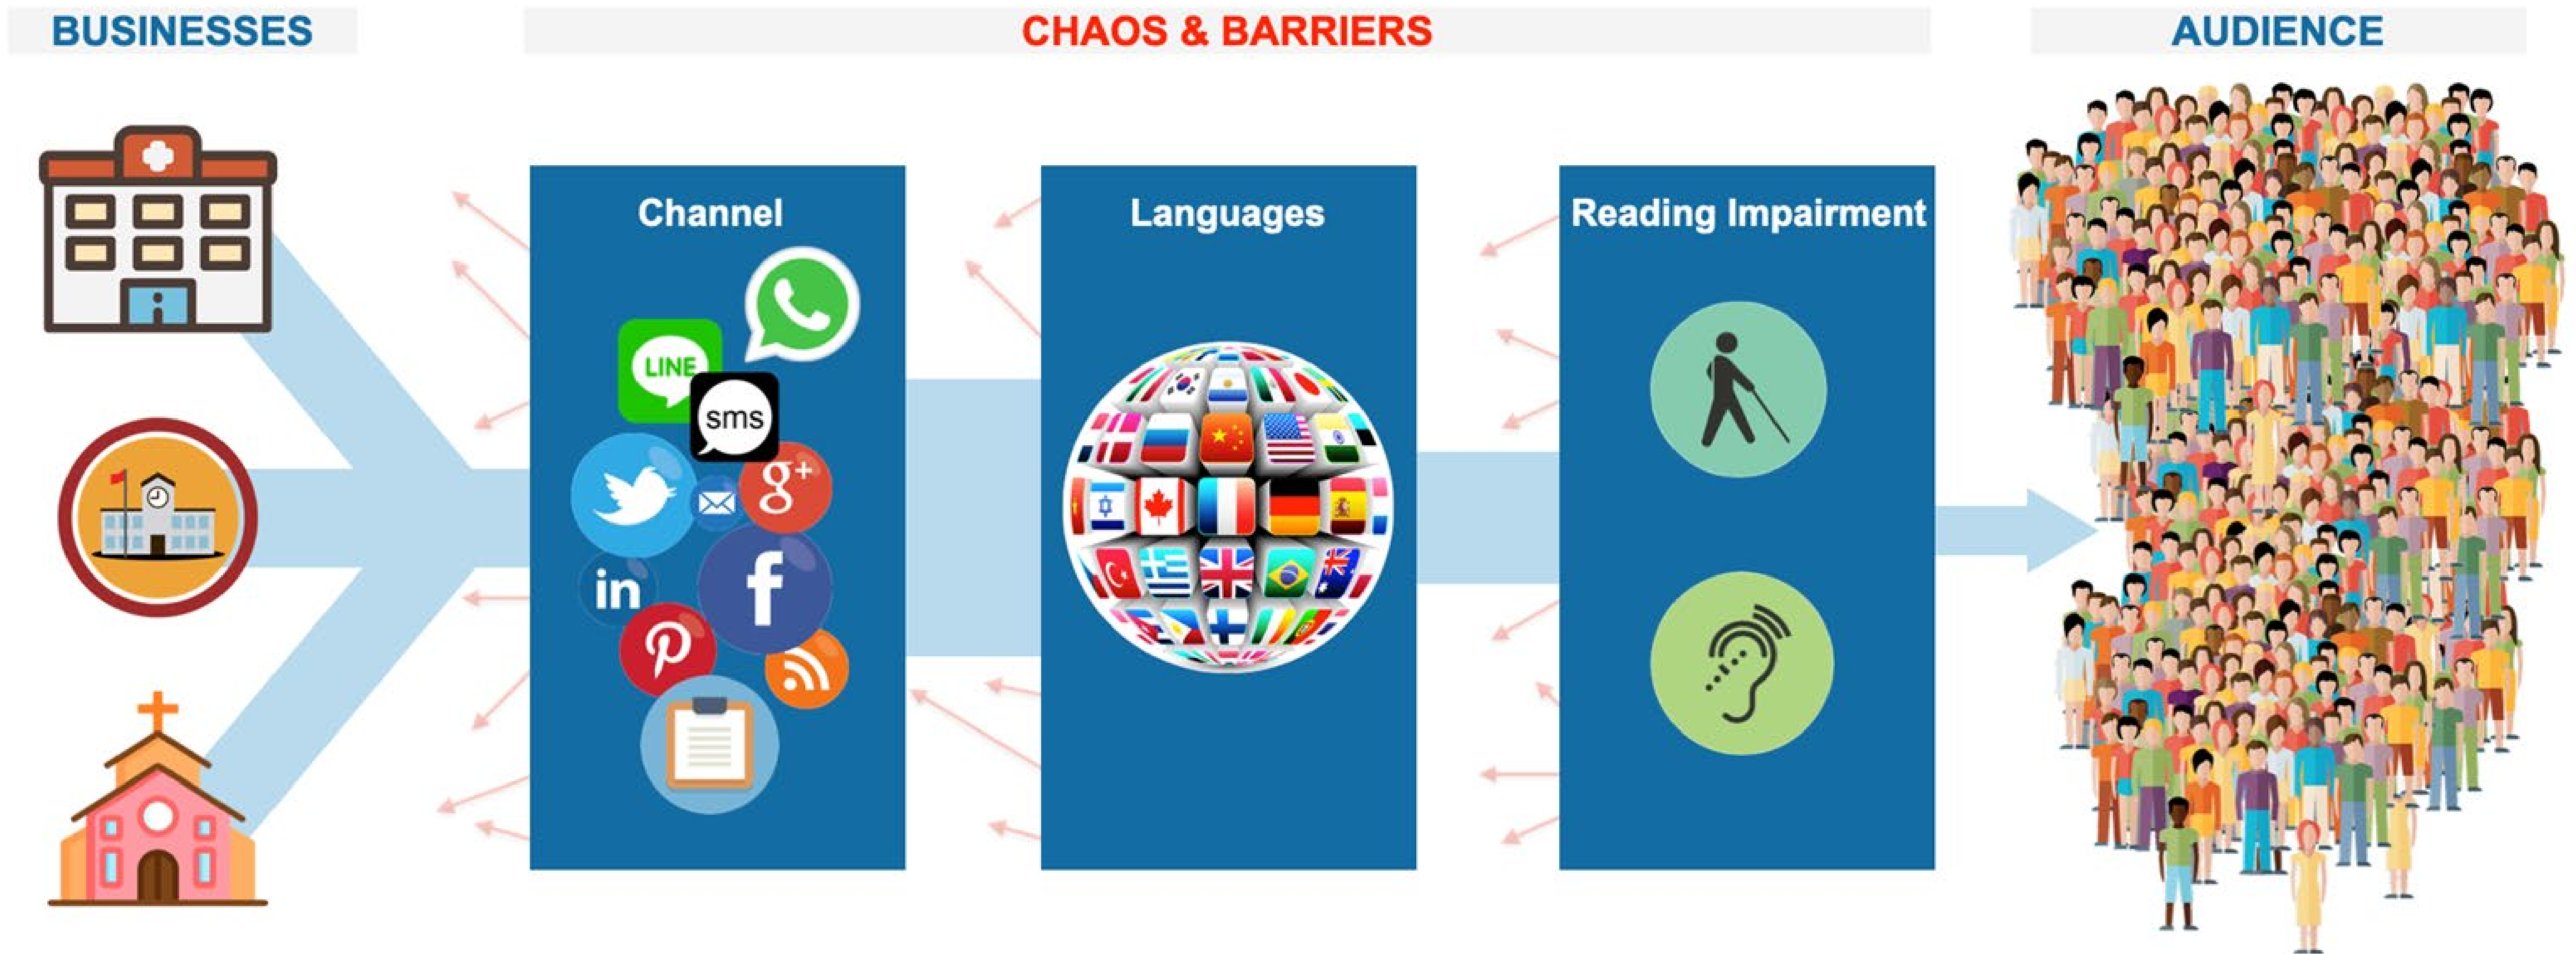 BUSINESSES
CHAOS & BARRIERS
AUDIENCE
Channel
Languages
Reading Impairment
LINE
sms
g+
in
f